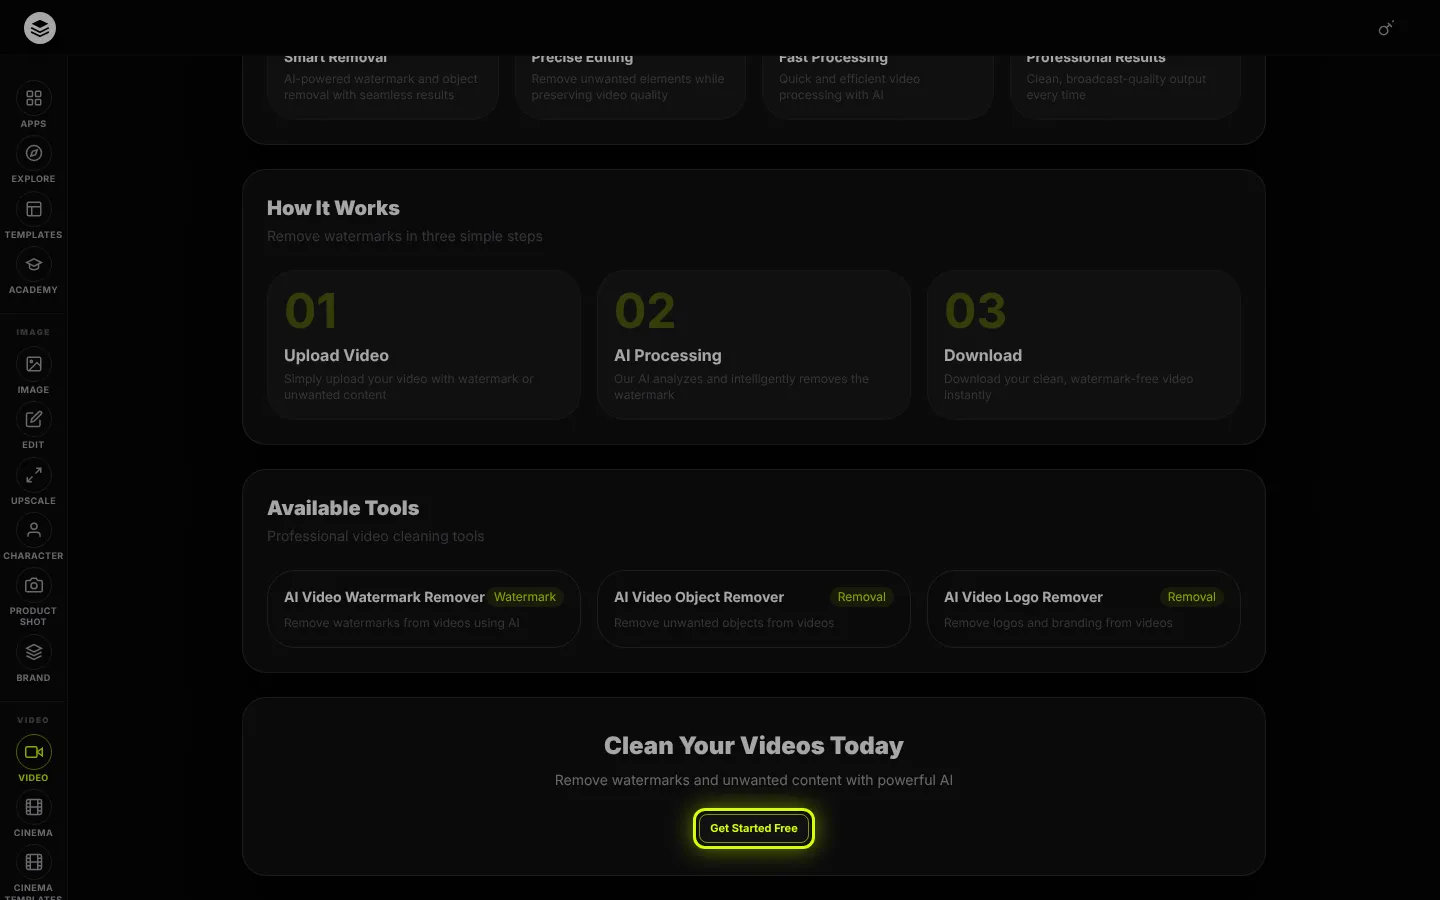 Smart Removal
AI-powered watermark and object
removal with seamless results
Precise Editing
Remove unwanted elements while
preserving video quality
Fast Processing
Quick and efficient video
processing with AI
Professional Results
Clean, broadcast-quality output
every time
APPS
EXPLORE
TEMPLATES
ACADEMY
IMAGE
IMAGE
EDIT
UPSCALE
CHARACTER
PRODUCT
SHOT
BRAND
VIDEO
VIDEO
CINEMA
CINEMA
TEMPLATES
How It Works
Remove watermarks in three simple steps
01
Upload Video
Simply upload your video with watermark or
unwanted content
02
AI Processing
Our AI analyzes and intelligently removes the
watermark
03
Download
Download your clean, watermark-free video
instantly
Available Tools
Professional video cleaning tools
AI Video Watermark Remover Watermark
Remove watermarks from videos using AI
AI Video Object Remover Removal
Remove unwanted objects from videos
AI Video Logo Remover Removal
Remove logos and branding from videos
Clean Your Videos Today
Remove watermarks and unwanted content with powerful AI
Get Started Free